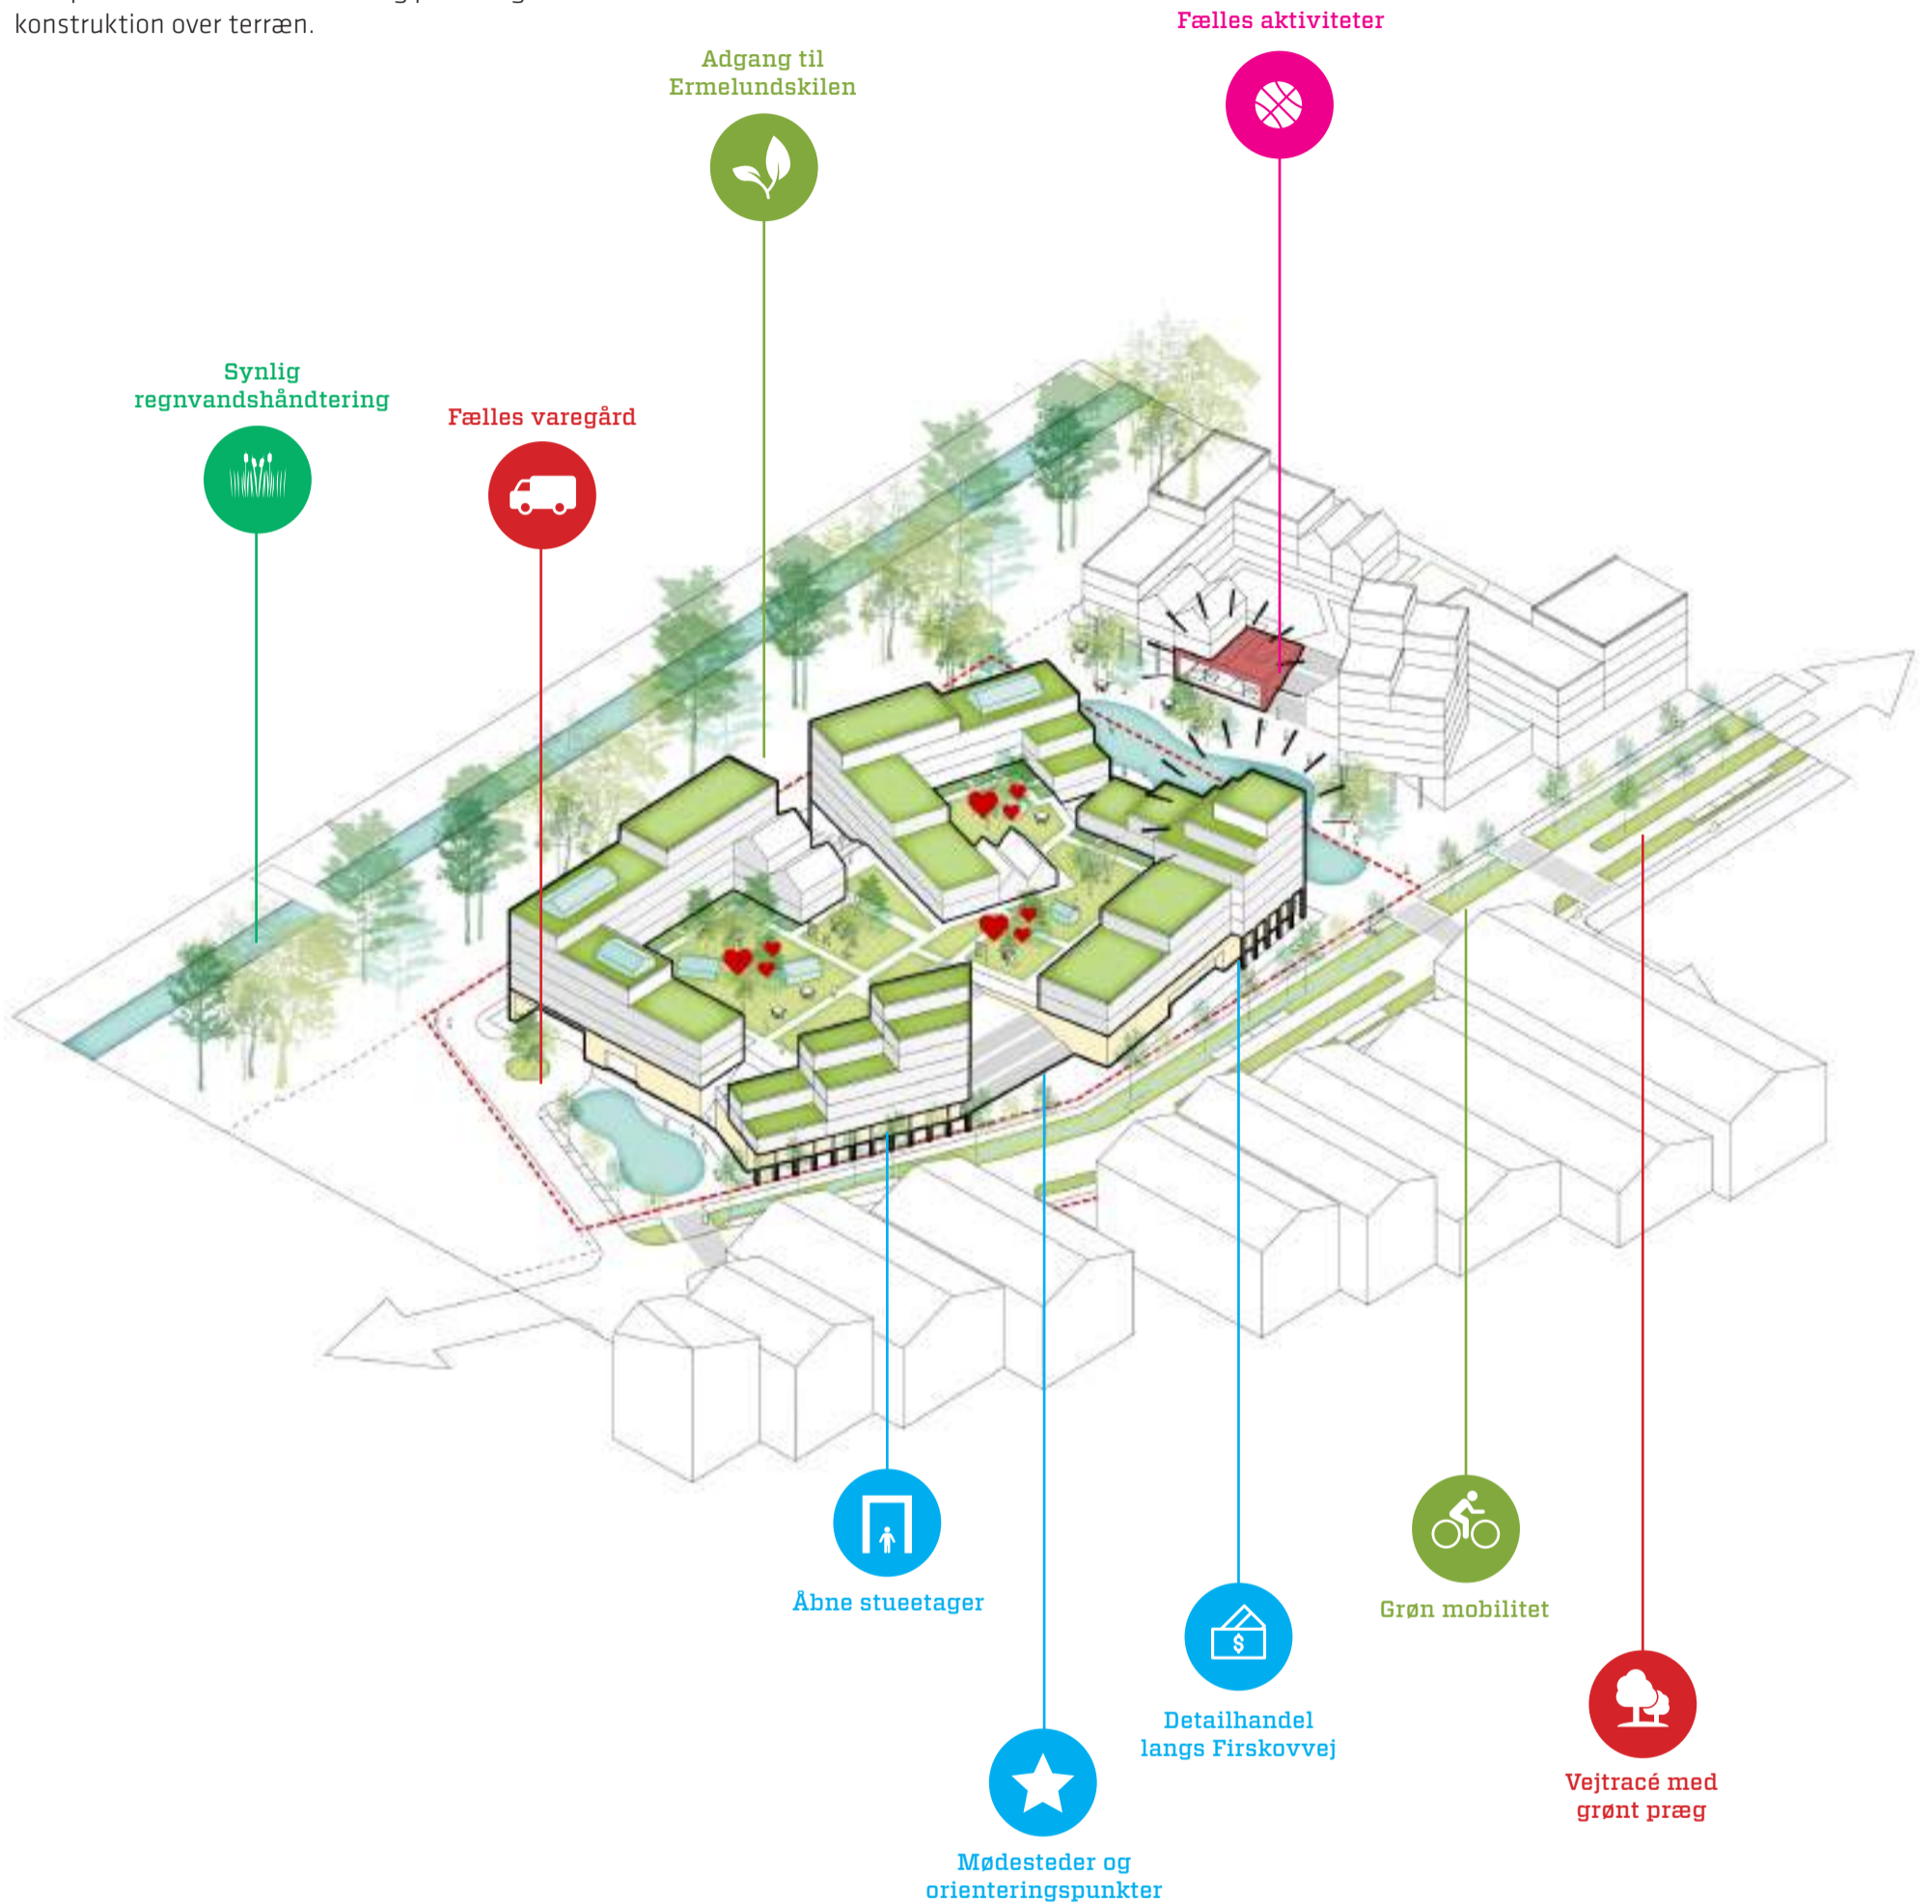 konstruktion over terræn.
Fælles aktiviteter
Adgang til
Ermelundskilen
Synlig
regnvandshåndtering
Fælles varegård
Åbne stueetager
Grøn mobilitet
$
Detailhandel
langs Firskovvej
Vejtracé med
grønt præg
Mødesteder og
orienteringspunkter